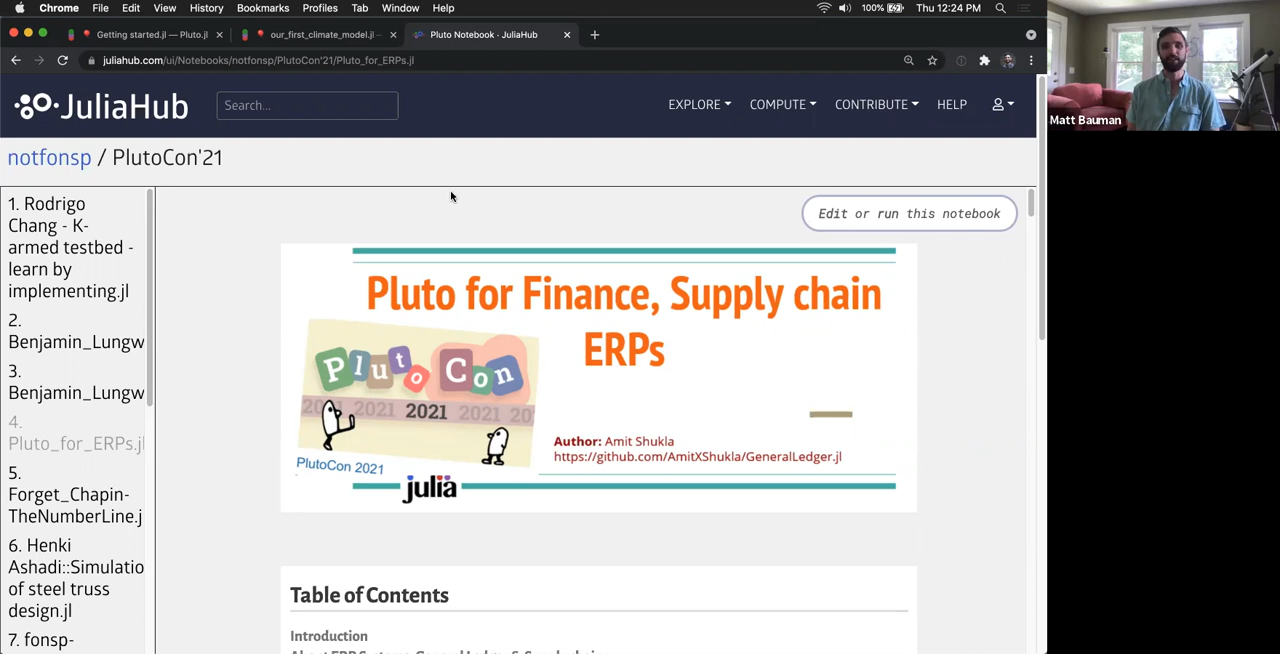 Chrome File Edit View History Bookmarks Profiles Tab Window Help 100% Thu 12:24 PM
Getting started.jl — Pluto.jl
our_first_climate_model.jl –
Pluto Notebook · JuliaHub
juliahub.com/ui/Notebooks/notfonsp/PlutoCon'21/Pluto_for_ERPs.jl
JuliaHub
Search...
EXPLORE COMPUTE CONTRIBUTE HELP
Matt Bauman
notfonsp / PlutoCon'21
1. Rodrigo
Chang - K-
armed testbed -
learn by
implementing.jl
2.
Benjamin_Lungw
3.
Benjamin_Lungw
4.
Pluto_for_ERPs.jl
5.
Forget_Chapin-
TheNumberLine.j
6. Henki
Ashadi::Simulatio
of steel truss
design.jl
7. fonsp-
Edit or run this notebook
Pluto for Finance, Supply chain
ERPs
PlutoCon
2021 2021 2021 20
PlutoCon 2021
Author: Amit Shukla
https://github.com/AmitXShukla/GeneralLedger.jl
julia
Table of Contents
Introduction